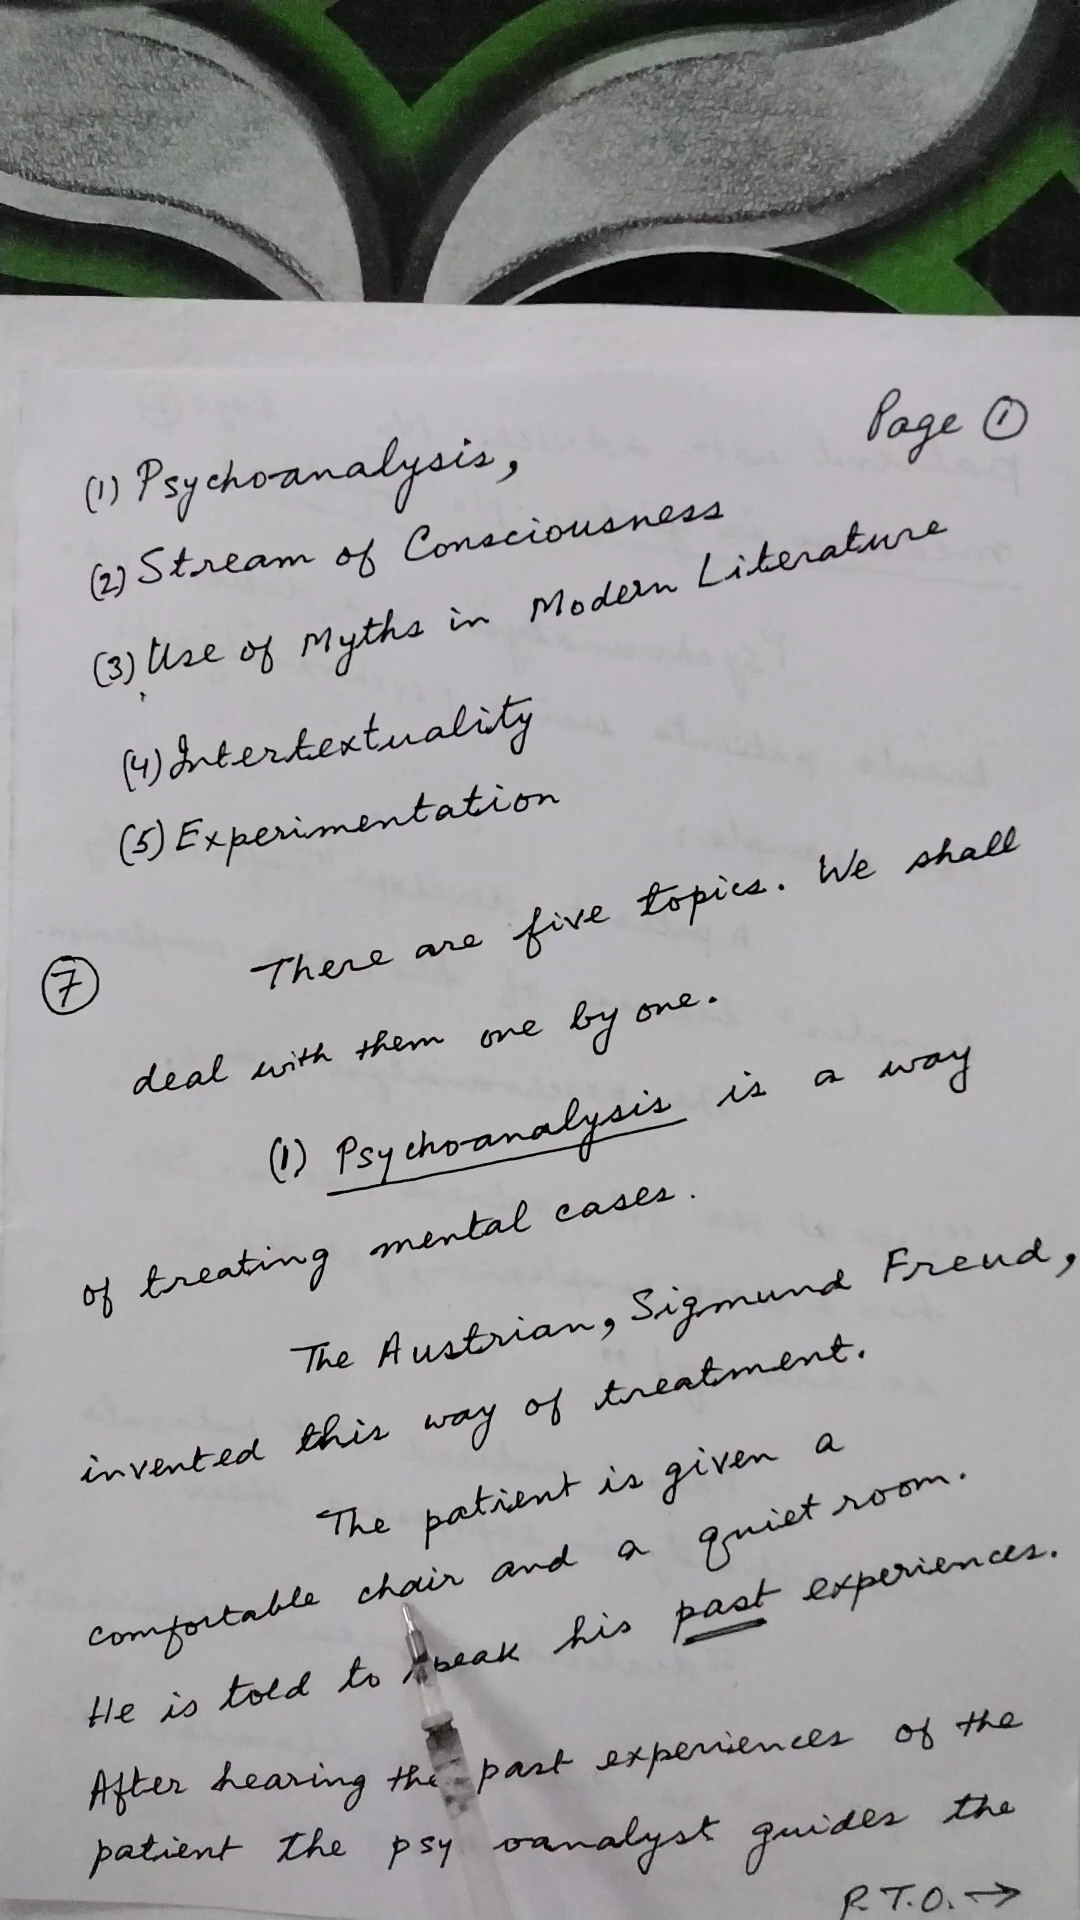 Page ①
(1) Psychoanalysis,
(2) Stream of Consciousness
(3) Use of Myths in Modern Literature
(4) Intertextuality
(5) Experimentation
⑦ There are five topics. We shall
deal with them one by one.
(1) Psychoanalysis is a way
of treating mental cases.
The Austrian, Sigmund Freud,
invented this way of treatment.
The patient is given a
comfortable chair and a quiet room.
He is told to speak his past experiences.
After hearing the past experiences of the
patient the psy oanalyst guides the
P.T.O. →